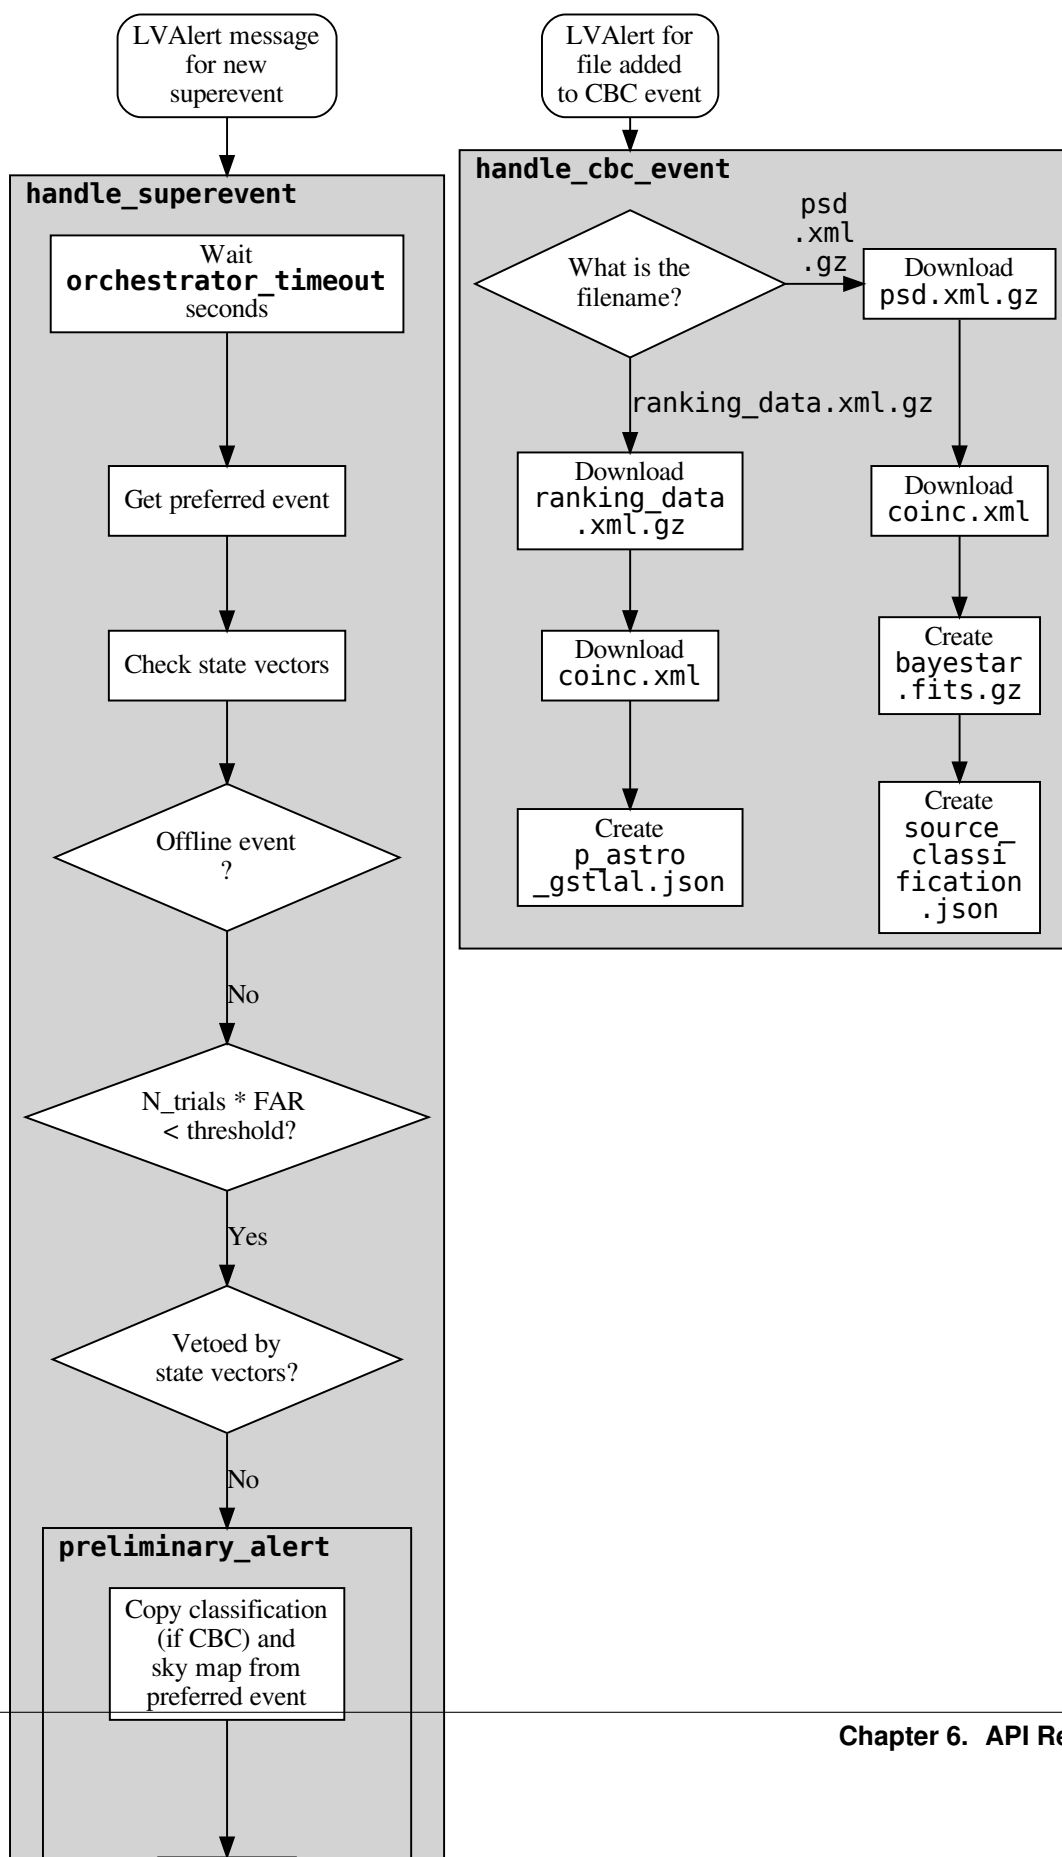 LVAlert message
for new
superevent
handle_superevent
Wait
orchestrator_timeout
seconds
Get preferred event
Check state vectors
Offline event
?
No
N_trials * FAR
< threshold?
Yes
Vetoed by
state vectors?
No
preliminary_alert
Copy classification
(if CBC) and
sky map from
preferred event
LVAlert for
file added
to CBC event
handle_cbc_event
What is the
filename?
psd
.xml
.gz
Download
psd.xml.gz
ranking_data.xml.gz
Download
ranking_data
.xml.gz
Download
coinc.xml
Create
p_astro
_gstlal.json
Download
coinc.xml
Create
bayestar
.fits.gz
Create
source_
classi
fication
.json
Chapter 6. API Re